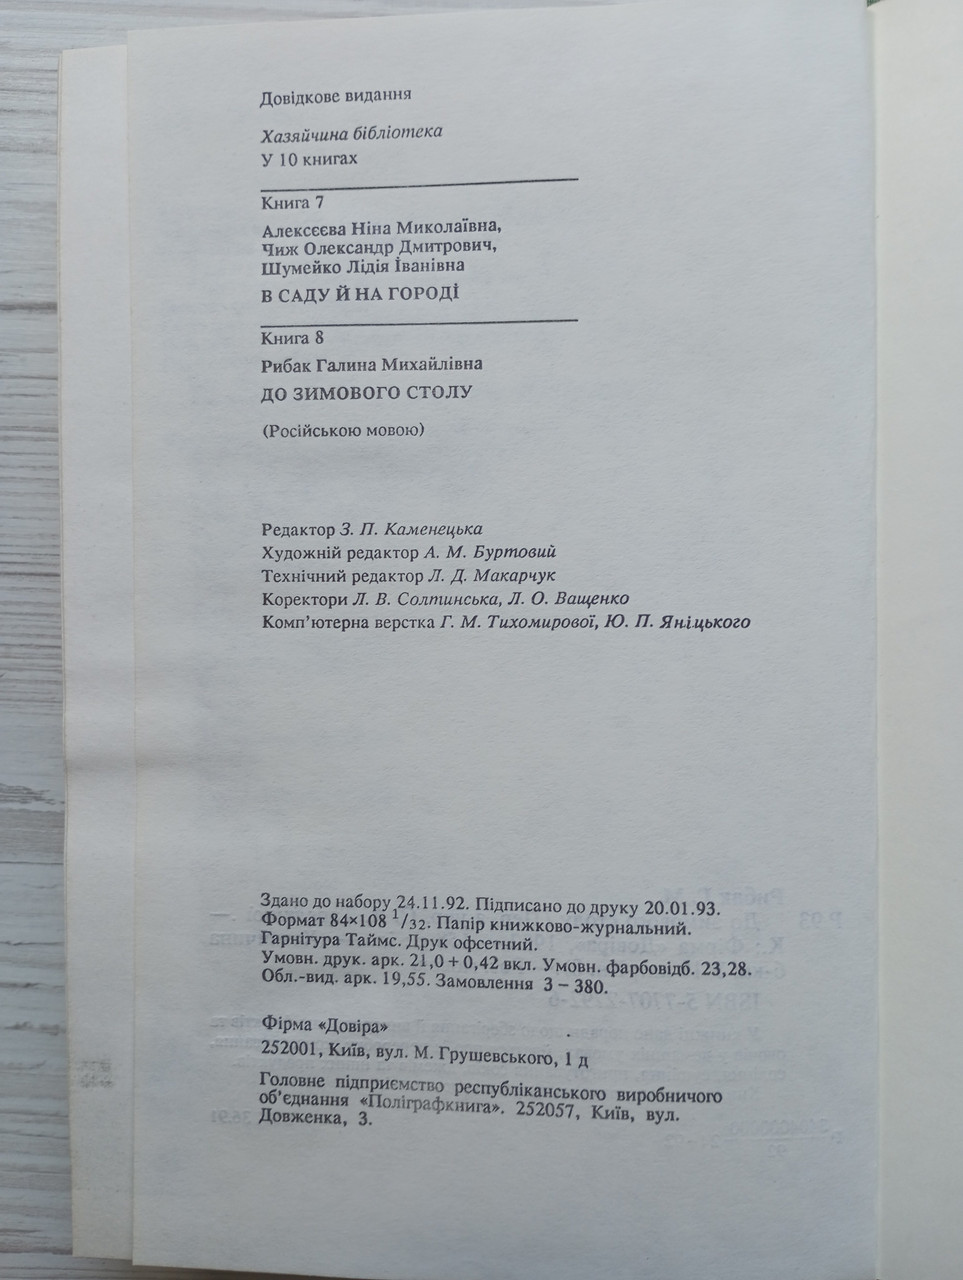 Довідкове видання
Хазяйчина бібліотека
У 10 книгах
Книга 7
Алексєєва Ніна Миколаївна,
Чиж Олександр Дмитрович,
Шумейко Лідія Іванівна
В САДУ Й НА ГОРОДІ
Книга 8
Рибак Галина Михайлівна
ДО ЗИМОВОГО СТОЛУ
(Російською мовою)
Редактор З. П. Каменецька
Художній редактор А. М. Буртовий
Технічний редактор Л. Д. Макарчук
Коректори Л. В. Солтинська, Л. О. Ващенко
Комп’ютерна верстка Г. М. Тихомирової, Ю. П. Яніцького
Здано до набору 24.11.92. Підписано до друку 20.01.93.
Формат 84×108 1/32. Папір книжково-журнальний.
Гарнітура Таймс. Друк офсетний.
Умовн. друк. арк. 21,0 + 0,42 вкл. Умовн. фарбовідб. 23,28.
Обл.-вид. арк. 19,55. Замовлення 3 – 380.
Фірма «Довіра»
252001, Київ, вул. М. Грушевського, 1 д
Головне підприємство республіканського виробничого
об’єднання «Поліграфкнига». 252057, Київ, вул.
Довженка, 3.